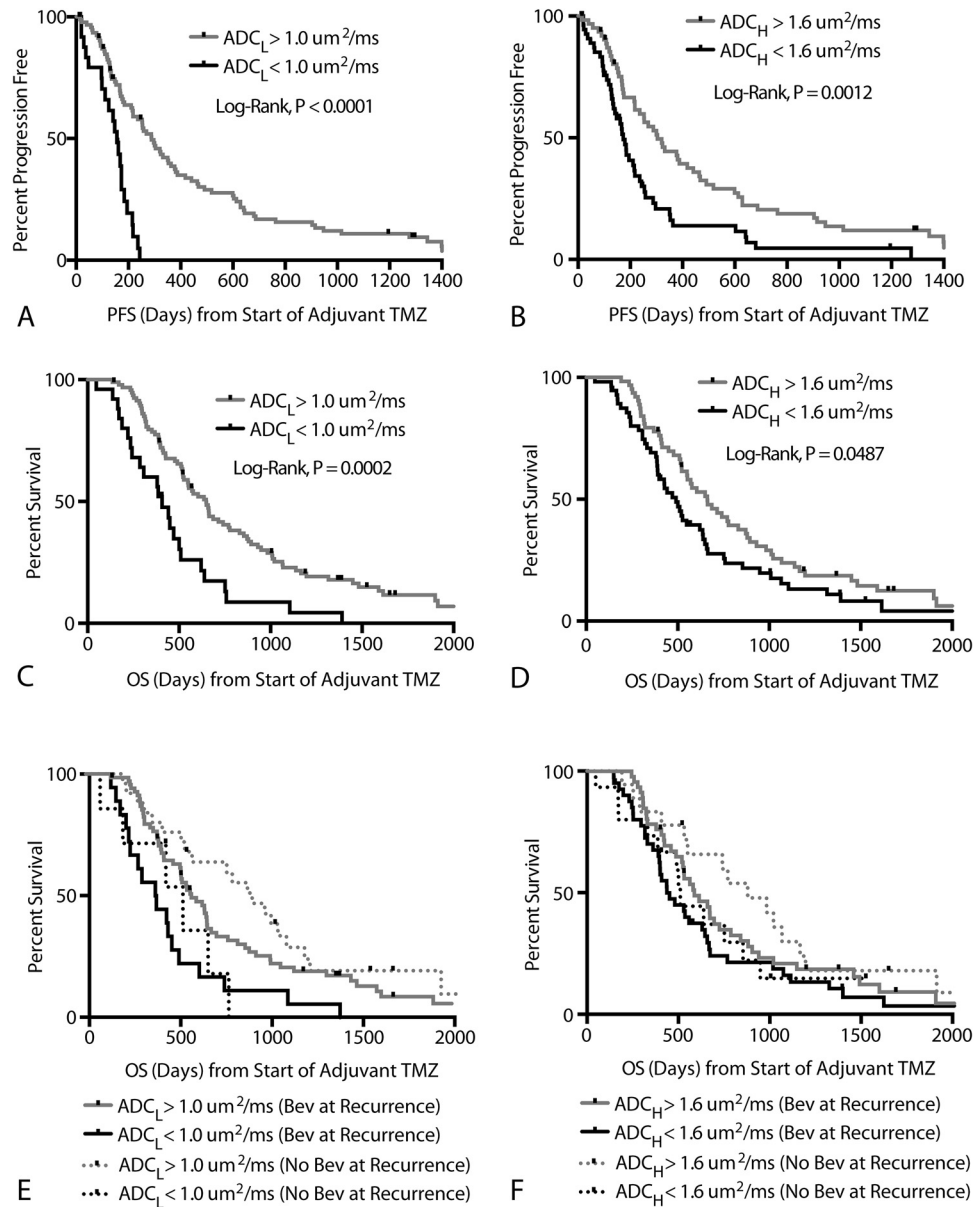 100
50
0
Percent Progression Free
ADC_L > 1.0 um²/ms
ADC_L < 1.0 um²/ms
Log-Rank, P < 0.0001
0 200 400 600 800 1000 1200 1400
PFS (Days) from Start of Adjuvant TMZ
A
100
50
0
Percent Progression Free
ADC_H > 1.6 um²/ms
ADC_H < 1.6 um²/ms
Log-Rank, P = 0.0012
0 200 400 600 800 1000 1200 1400
PFS (Days) from Start of Adjuvant TMZ
B
100
50
0
Percent Survival
ADC_L > 1.0 um²/ms
ADC_L < 1.0 um²/ms
Log-Rank, P = 0.0002
0 500 1000 1500 2000
OS (Days) from Start of Adjuvant TMZ
C
100
50
0
Percent Survival
ADC_H > 1.6 um²/ms
ADC_H < 1.6 um²/ms
Log-Rank, P = 0.0487
0 500 1000 1500 2000
OS (Days) from Start of Adjuvant TMZ
D
100
50
0
Percent Survival
0 500 1000 1500 2000
OS (Days) from Start of Adjuvant TMZ
ADC_L > 1.0 um²/ms (Bev at Recurrence)
ADC_L < 1.0 um²/ms (Bev at Recurrence)
ADC_L > 1.0 um²/ms (No Bev at Recurrence)
ADC_L < 1.0 um²/ms (No Bev at Recurrence)
E
100
50
0
Percent Survival
0 500 1000 1500 2000
OS (Days) from Start of Adjuvant TMZ
ADC_H > 1.6 um²/ms (Bev at Recurrence)
ADC_H < 1.6 um²/ms (Bev at Recurrence)
ADC_H > 1.6 um²/ms (No Bev at Recurrence)
ADC_H < 1.6 um²/ms (No Bev at Recurrence)
F